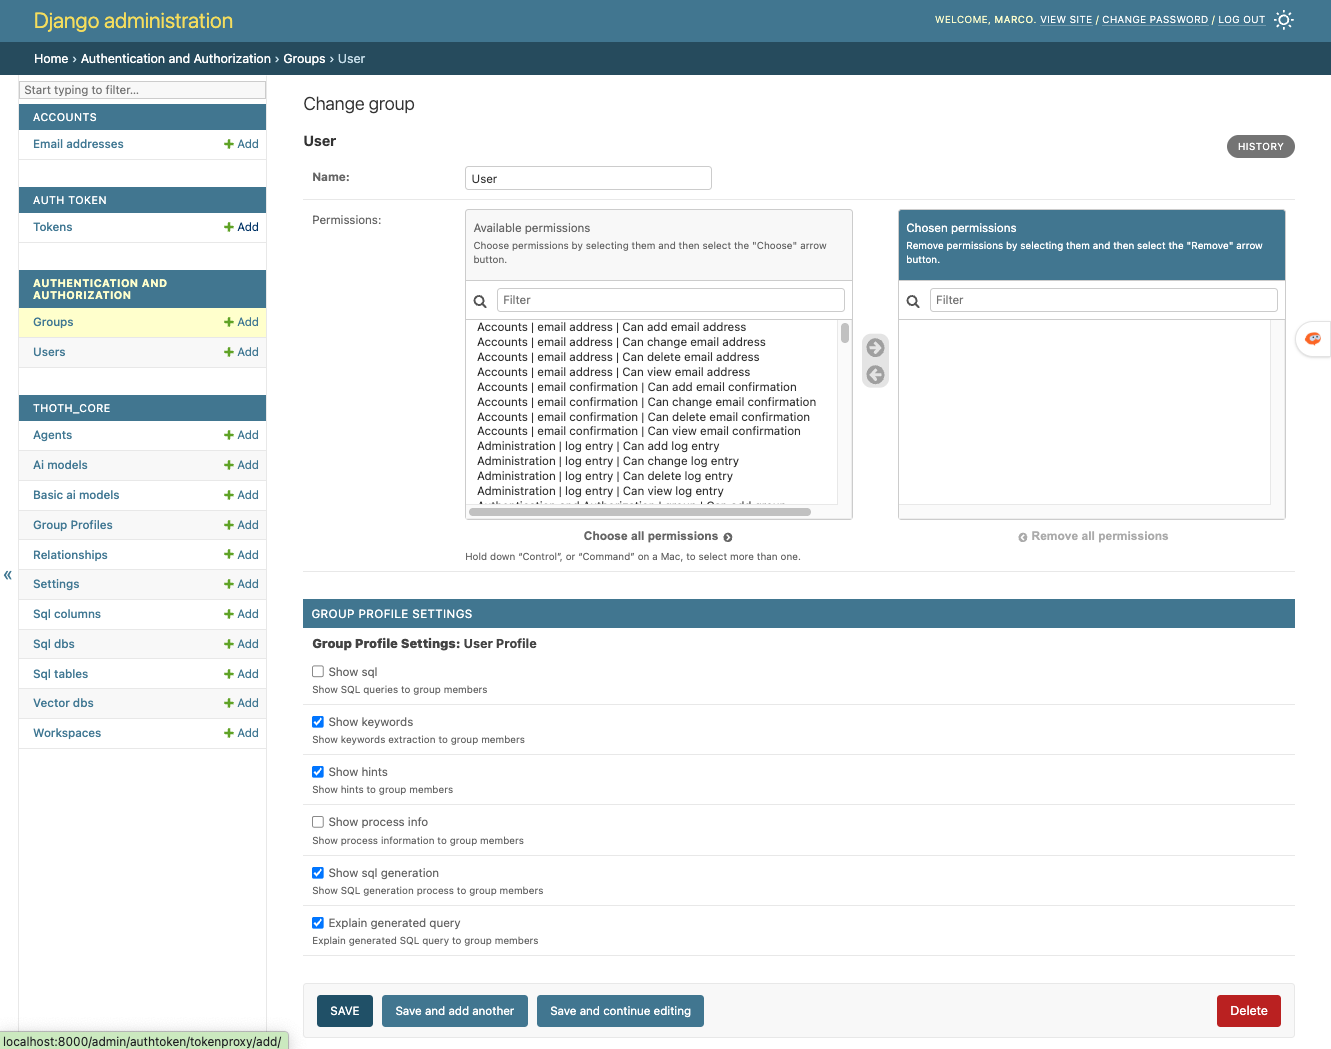 Django administration
WELCOME, MARCO. VIEW SITE / CHANGE PASSWORD / LOG OUT
Home › Authentication and Authorization › Groups › User
Start typing to filter...
ACCOUNTS
Email addresses Add
AUTH TOKEN
Tokens Add
AUTHENTICATION AND
AUTHORIZATION
Groups Add
Users Add
THOTH_CORE
Agents Add
Ai models Add
Basic ai models Add
Group Profiles Add
Relationships Add
Settings Add
Sql columns Add
Sql dbs Add
Sql tables Add
Vector dbs Add
Workspaces Add
«
Change group
User
HISTORY
Name: User
Permissions:
Available permissions
Choose permissions by selecting them and then select the "Choose" arrow
button.
Filter
Accounts | email address | Can add email address
Accounts | email address | Can change email address
Accounts | email address | Can delete email address
Accounts | email address | Can view email address
Accounts | email confirmation | Can add email confirmation
Accounts | email confirmation | Can change email confirmation
Accounts | email confirmation | Can delete email confirmation
Accounts | email confirmation | Can view email confirmation
Administration | log entry | Can add log entry
Administration | log entry | Can change log entry
Administration | log entry | Can delete log entry
Administration | log entry | Can view log entry
Authentication and Authorization | group | Can add group
Choose all permissions
Hold down “Control”, or “Command” on a Mac, to select more than one.
Chosen permissions
Remove permissions by selecting them and then select the "Remove" arrow
button.
Filter
Remove all permissions
GROUP PROFILE SETTINGS
Group Profile Settings: User Profile
Show sql
Show SQL queries to group members
Show keywords
Show keywords extraction to group members
Show hints
Show hints to group members
Show process info
Show process information to group members
Show sql generation
Show SQL generation process to group members
Explain generated query
Explain generated SQL query to group members
SAVE
Save and add another
Save and continue editing
Delete
localhost:8000/admin/authtoken/tokenproxy/add/